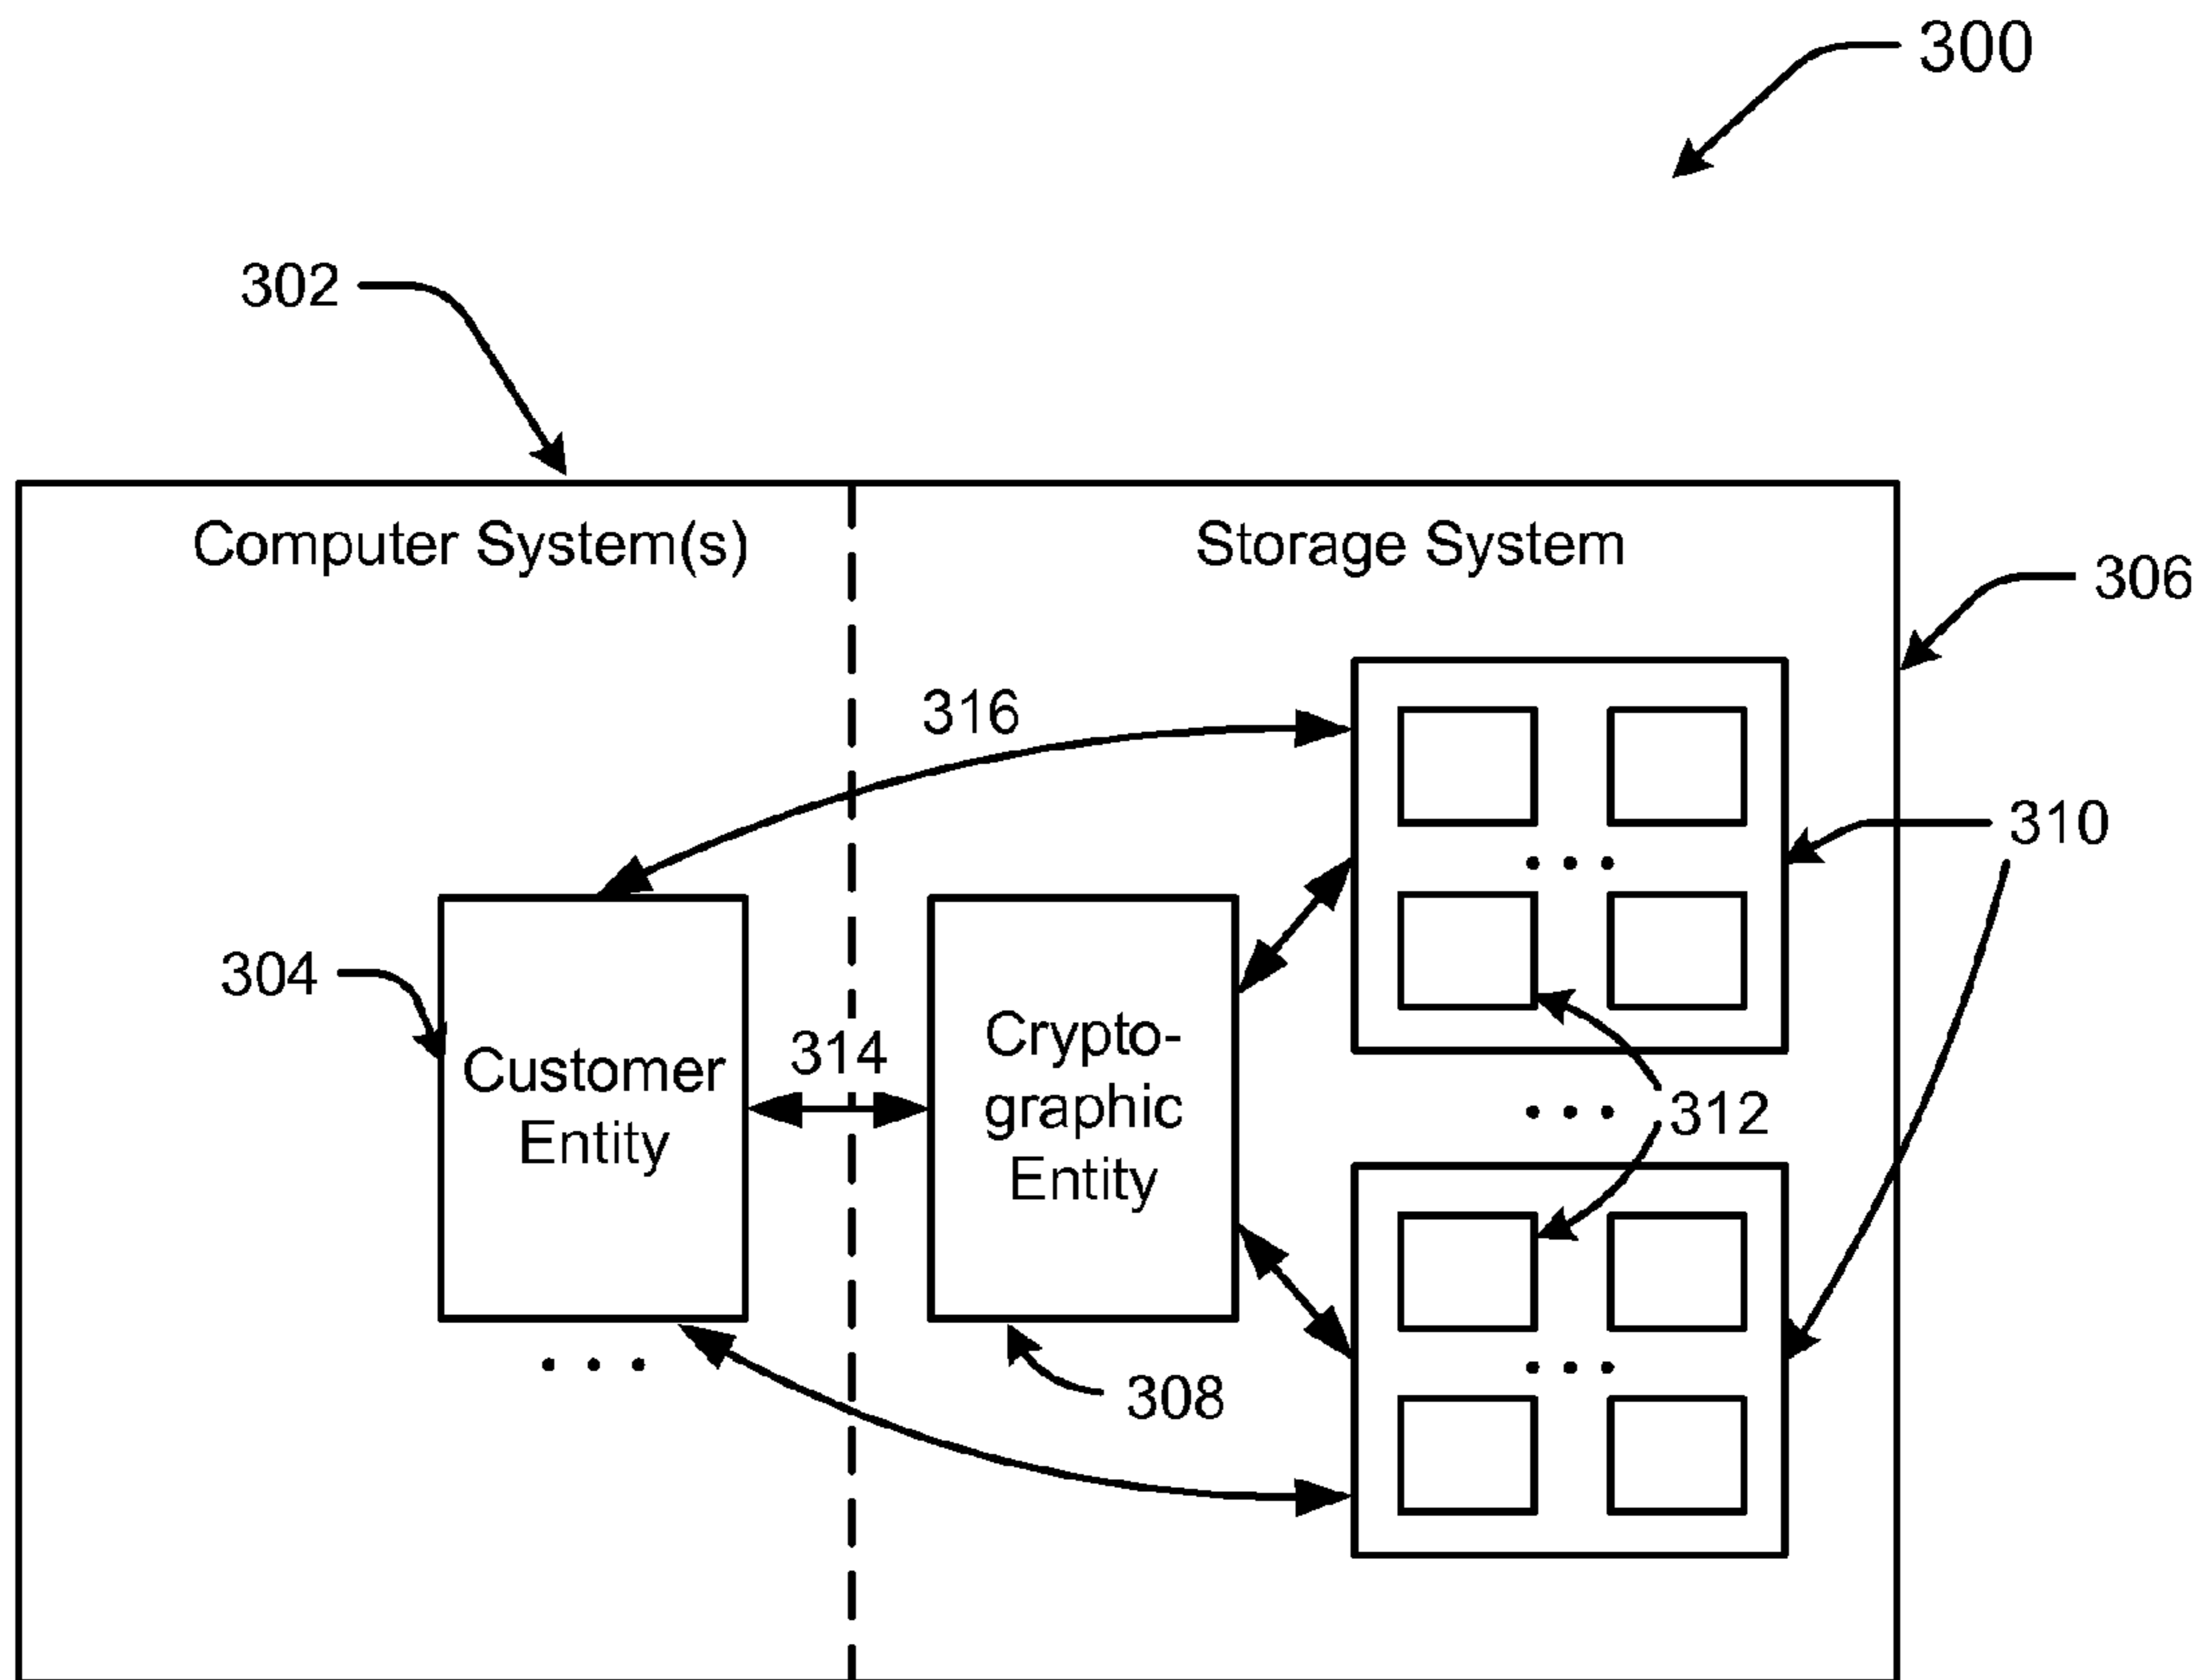 300
302
Computer System(s)
Storage System
306
316
310
304
Customer
Entity
314
Crypto-
graphic
Entity
312
308